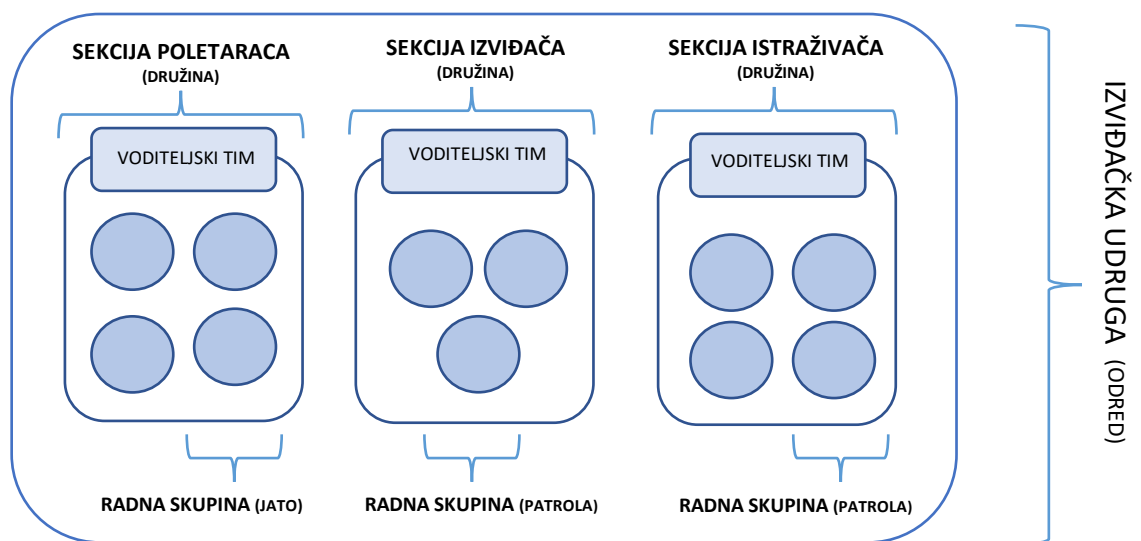 SEKCIJA POLETARACA
(DRUŽINA)
VODITELJSKI TIM
RADNA SKUPINA (JATO)
SEKCIJA IZVIĐAČA
(DRUŽINA)
VODITELJSKI TIM
RADNA SKUPINA (PATROLA)
SEKCIJA ISTRAŽIVAČA
(DRUŽINA)
VODITELJSKI TIM
RADNA SKUPINA (PATROLA)
IZVIĐAČKA UDRUGA (ODRED)